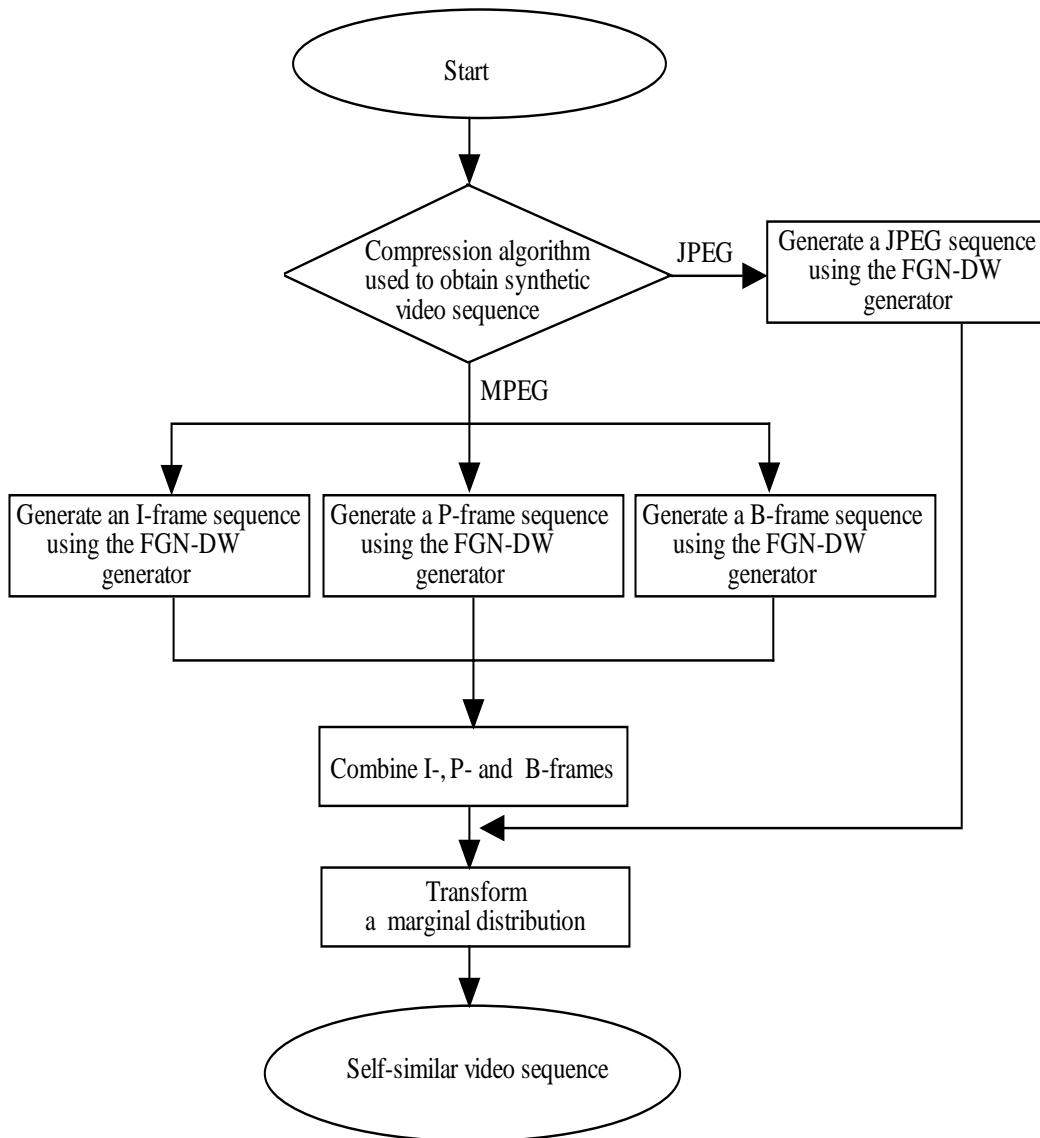 Start
Compression algorithm
used to obtain synthetic
video sequence
JPEG
Generate a JPEG sequence
using the FGN-DW
generator
MPEG
Generate an I-frame sequence
using the FGN-DW
generator
Generate a P-frame sequence
using the FGN-DW
generator
Generate a B-frame sequence
using the FGN-DW
generator
Combine I-, P- and B-frames
Transform
a marginal distribution
Self-similar video sequence